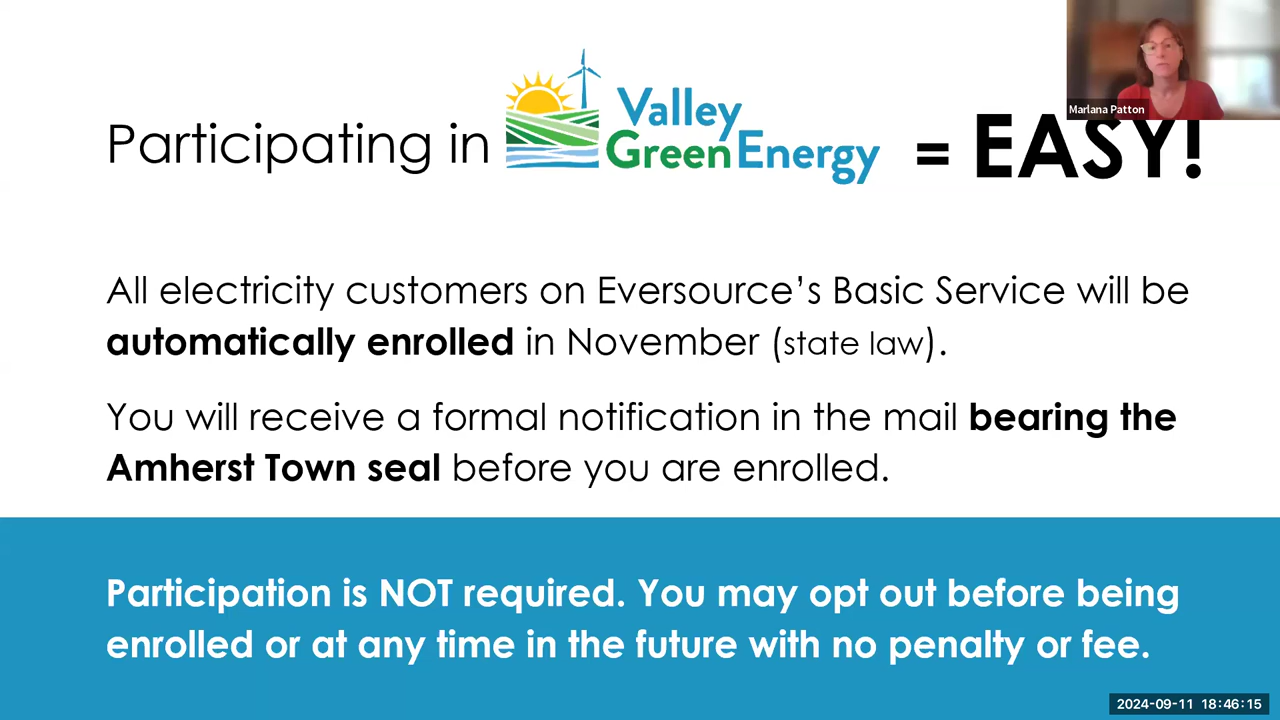 Marlana Patton
Participating in Valley GreenEnergy = EASY!
All electricity customers on Eversource’s Basic Service will be
automatically enrolled in November (state law).
You will receive a formal notification in the mail bearing the
Amherst Town seal before you are enrolled.
Participation is NOT required. You may opt out before being
enrolled or at any time in the future with no penalty or fee.
2024-09-11 18:46:15